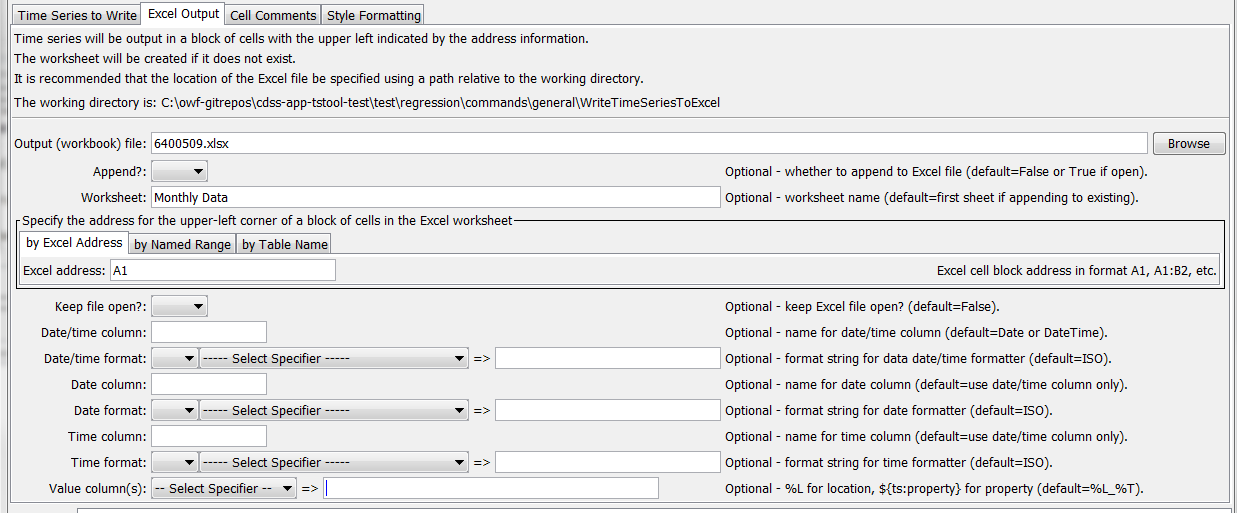 Time Series to Write Excel Output Cell Comments Style Formatting
Time series will be output in a block of cells with the upper left indicated by the address information.
The worksheet will be created if it does not exist.
It is recommended that the location of the Excel file be specified using a path relative to the working directory.
The working directory is: C:\owf-gitrepos\cdss-app-tstool-test\test\regression\commands\general\WriteTimeSeriesToExcel
Output (workbook) file: 6400509.xlsx Browse
Append?: Optional - whether to append to Excel file (default=False or True if open).
Worksheet: Monthly Data Optional - worksheet name (default=first sheet if appending to existing).
Specify the address for the upper-left corner of a block of cells in the Excel worksheet
by Excel Address by Named Range by Table Name
Excel address: A1 Excel cell block address in format A1, A1:B2, etc.
Keep file open?: Optional - keep Excel file open? (default=False).
Date/time column: Optional - name for date/time column (default=Date or DateTime).
Date/time format: ----- Select Specifier ----- => Optional - format string for data date/time formatter (default=ISO).
Date column: Optional - name for date column (default=use date/time column only).
Date format: ----- Select Specifier ----- => Optional - format string for date formatter (default=ISO).
Time column: Optional - name for time column (default=use date/time column only).
Time format: ----- Select Specifier ----- => Optional - format string for time formatter (default=ISO).
Value column(s): -- Select Specifier -- => Optional - %L for location, ${ts:property} for property (default=%L_%T).